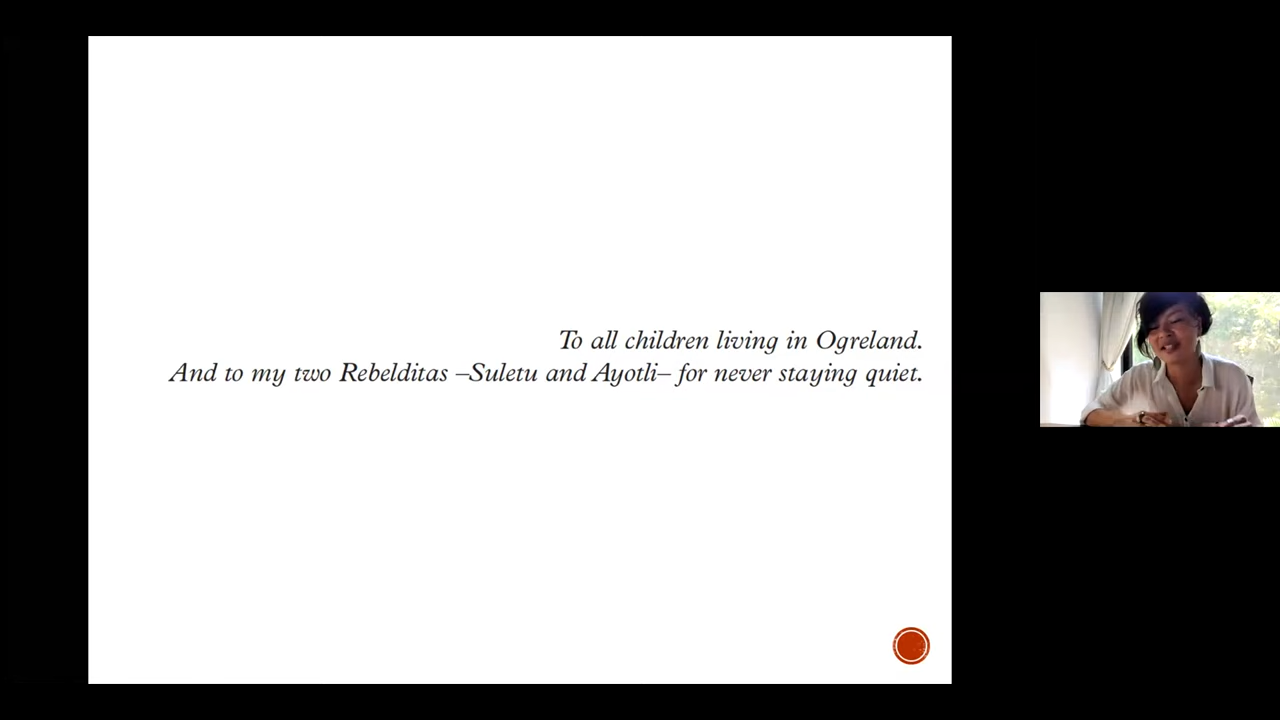 To all children living in Ogreland.
And to my two Rebelditas –Suletu and Ayotli– for never staying quiet.